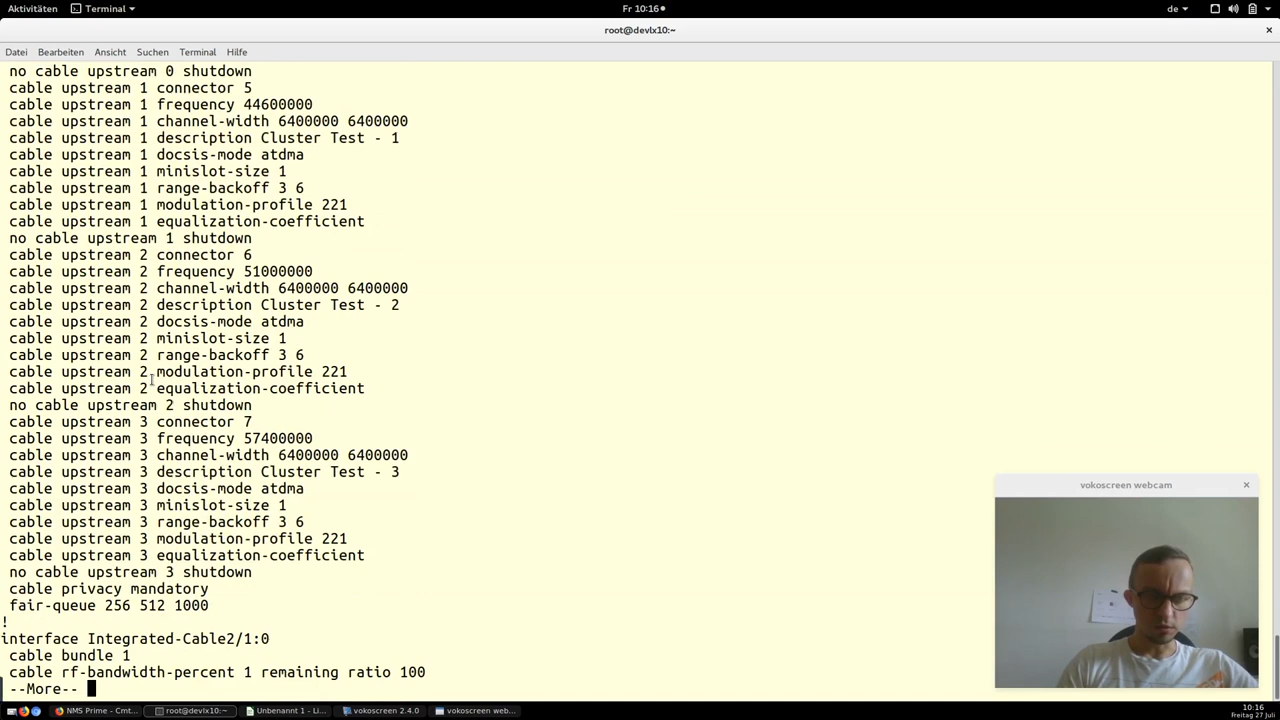 Aktivitäten Terminal Fr 10:16 de
root@devlx10:~
Datei Bearbeiten Ansicht Suchen Terminal Hilfe
no cable upstream 0 shutdown
cable upstream 1 connector 5
cable upstream 1 frequency 44600000
cable upstream 1 channel-width 6400000 6400000
cable upstream 1 description Cluster Test - 1
cable upstream 1 docsis-mode atdma
cable upstream 1 minislot-size 1
cable upstream 1 range-backoff 3 6
cable upstream 1 modulation-profile 221
cable upstream 1 equalization-coefficient
no cable upstream 1 shutdown
cable upstream 2 connector 6
cable upstream 2 frequency 51000000
cable upstream 2 channel-width 6400000 6400000
cable upstream 2 description Cluster Test - 2
cable upstream 2 docsis-mode atdma
cable upstream 2 minislot-size 1
cable upstream 2 range-backoff 3 6
cable upstream 2 modulation-profile 221
cable upstream 2 equalization-coefficient
no cable upstream 2 shutdown
cable upstream 3 connector 7
cable upstream 3 frequency 57400000
cable upstream 3 channel-width 6400000 6400000
cable upstream 3 description Cluster Test - 3
cable upstream 3 docsis-mode atdma
cable upstream 3 minislot-size 1
cable upstream 3 range-backoff 3 6
cable upstream 3 modulation-profile 221
cable upstream 3 equalization-coefficient
no cable upstream 3 shutdown
cable privacy mandatory
fair-queue 256 512 1000
!
interface Integrated-Cable2/1:0
cable bundle 1
cable rf-bandwidth-percent 1 remaining ratio 100
--More--
vokoscreen webcam
NMS Prime - Cmt... root@devlx10:~ Unbenannt 1 - Li... vokoscreen 2.4.0 vokoscreen web... 10:16
Freitag 27 Juli